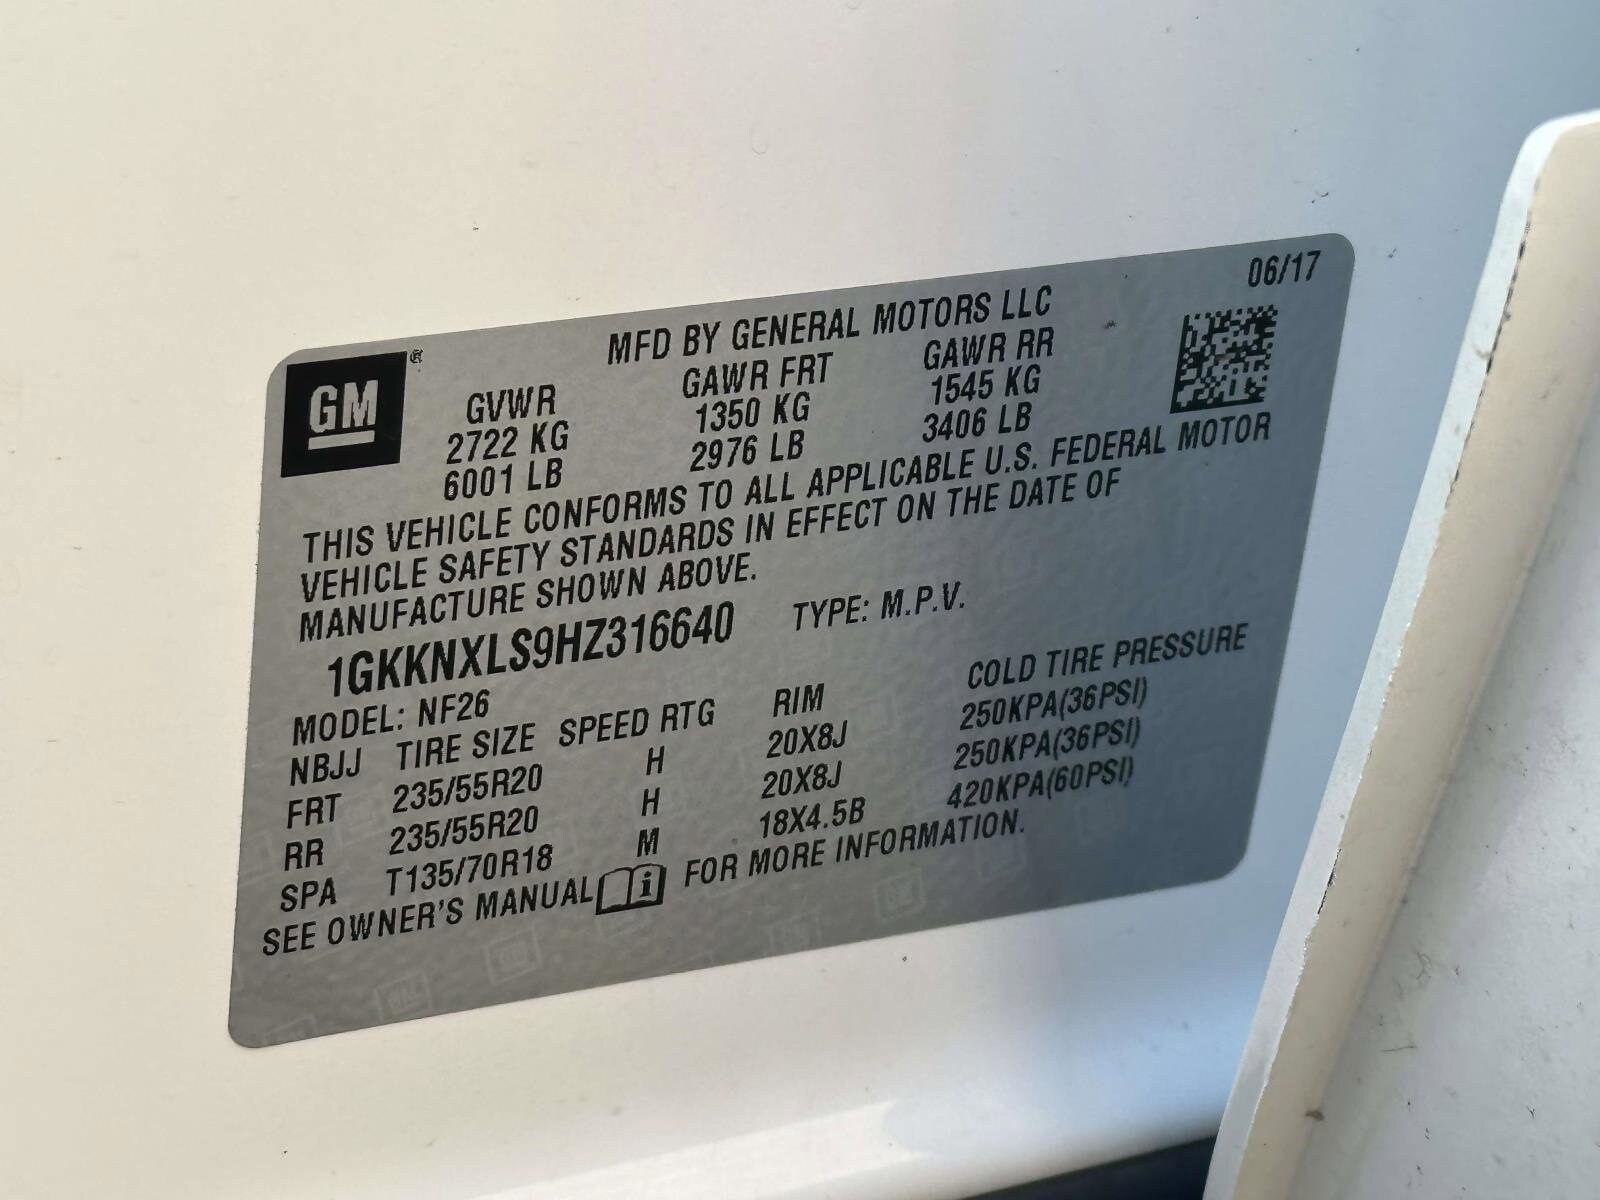 06/17
MFD BY GENERAL MOTORS LLC
GM ®
GVWR GAWR FRT GAWR RR
2722 KG 1350 KG 1545 KG
6001 LB 2976 LB 3406 LB
THIS VEHICLE CONFORMS TO ALL APPLICABLE U.S. FEDERAL MOTOR
VEHICLE SAFETY STANDARDS IN EFFECT ON THE DATE OF
MANUFACTURE SHOWN ABOVE.
1GKKNXLS9HZ316640 TYPE: M.P.V.
MODEL: NF26
NBJJ TIRE SIZE SPEED RTG RIM COLD TIRE PRESSURE
FRT 235/55R20 H 20X8J 250KPA(36PSI)
RR 235/55R20 H 20X8J 250KPA(36PSI)
SPA T135/70R18 M 18X4.5B 420KPA(60PSI)
SEE OWNER'S MANUAL i FOR MORE INFORMATION.